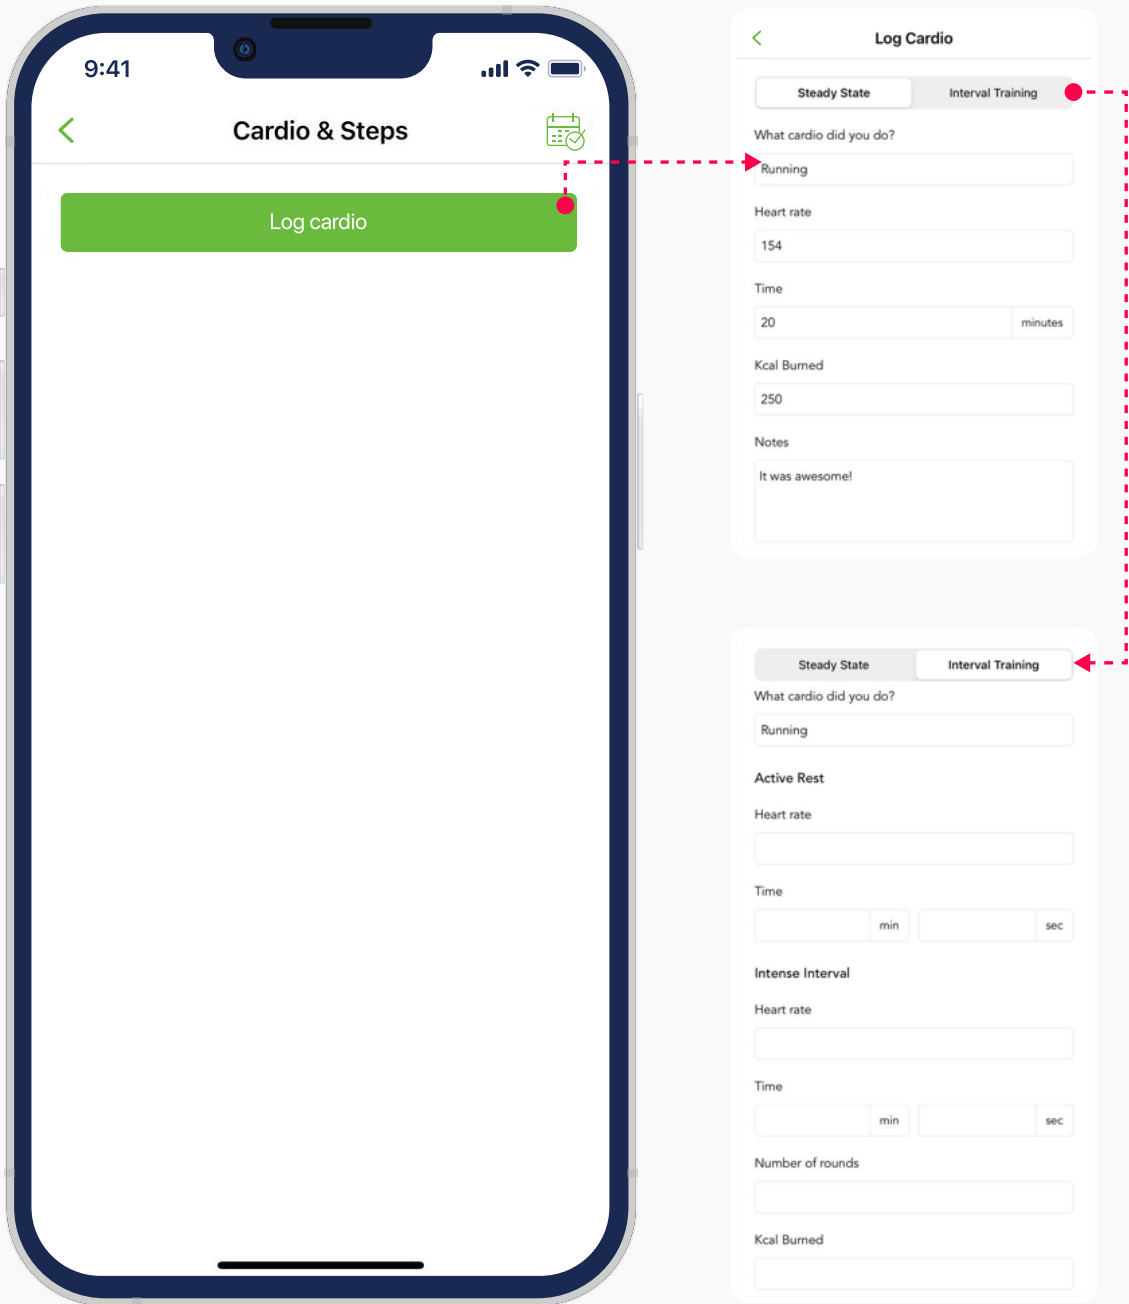 9:41
Cardio & Steps
Log cardio
Log Cardio
Steady State Interval Training
What cardio did you do?
Running
Heart rate
154
Time
20 minutes
Kcal Burned
250
Notes
It was awesome!
Steady State Interval Training
What cardio did you do?
Running
Active Rest
Heart rate
Time
min sec
Intense Interval
Heart rate
Time
min sec
Number of rounds
Kcal Burned